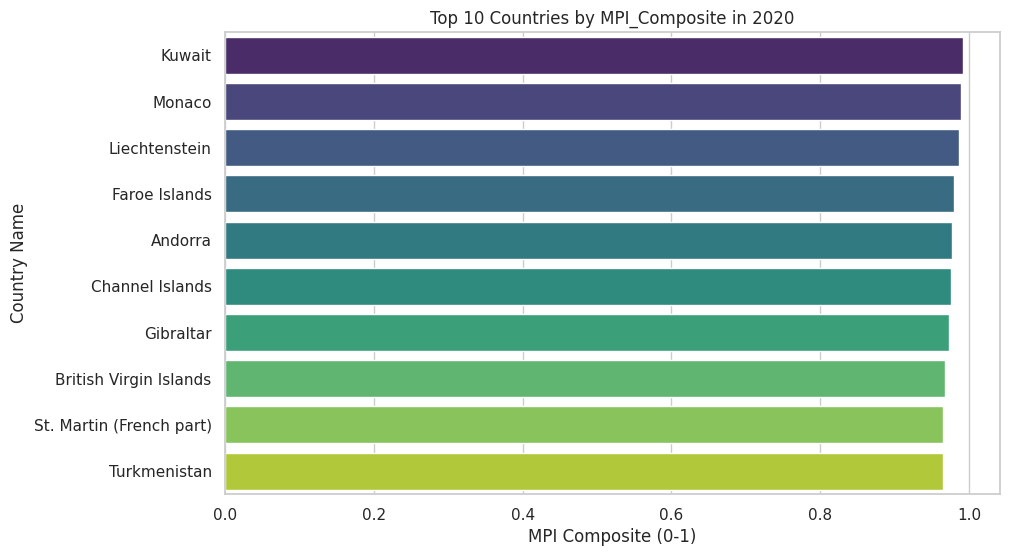 Top 10 Countries by MPI_Composite in 2020
Country Name
Kuwait
Monaco
Liechtenstein
Faroe Islands
Andorra
Channel Islands
Gibraltar
British Virgin Islands
St. Martin (French part)
Turkmenistan
0.0 0.2 0.4 0.6 0.8 1.0
MPI Composite (0-1)